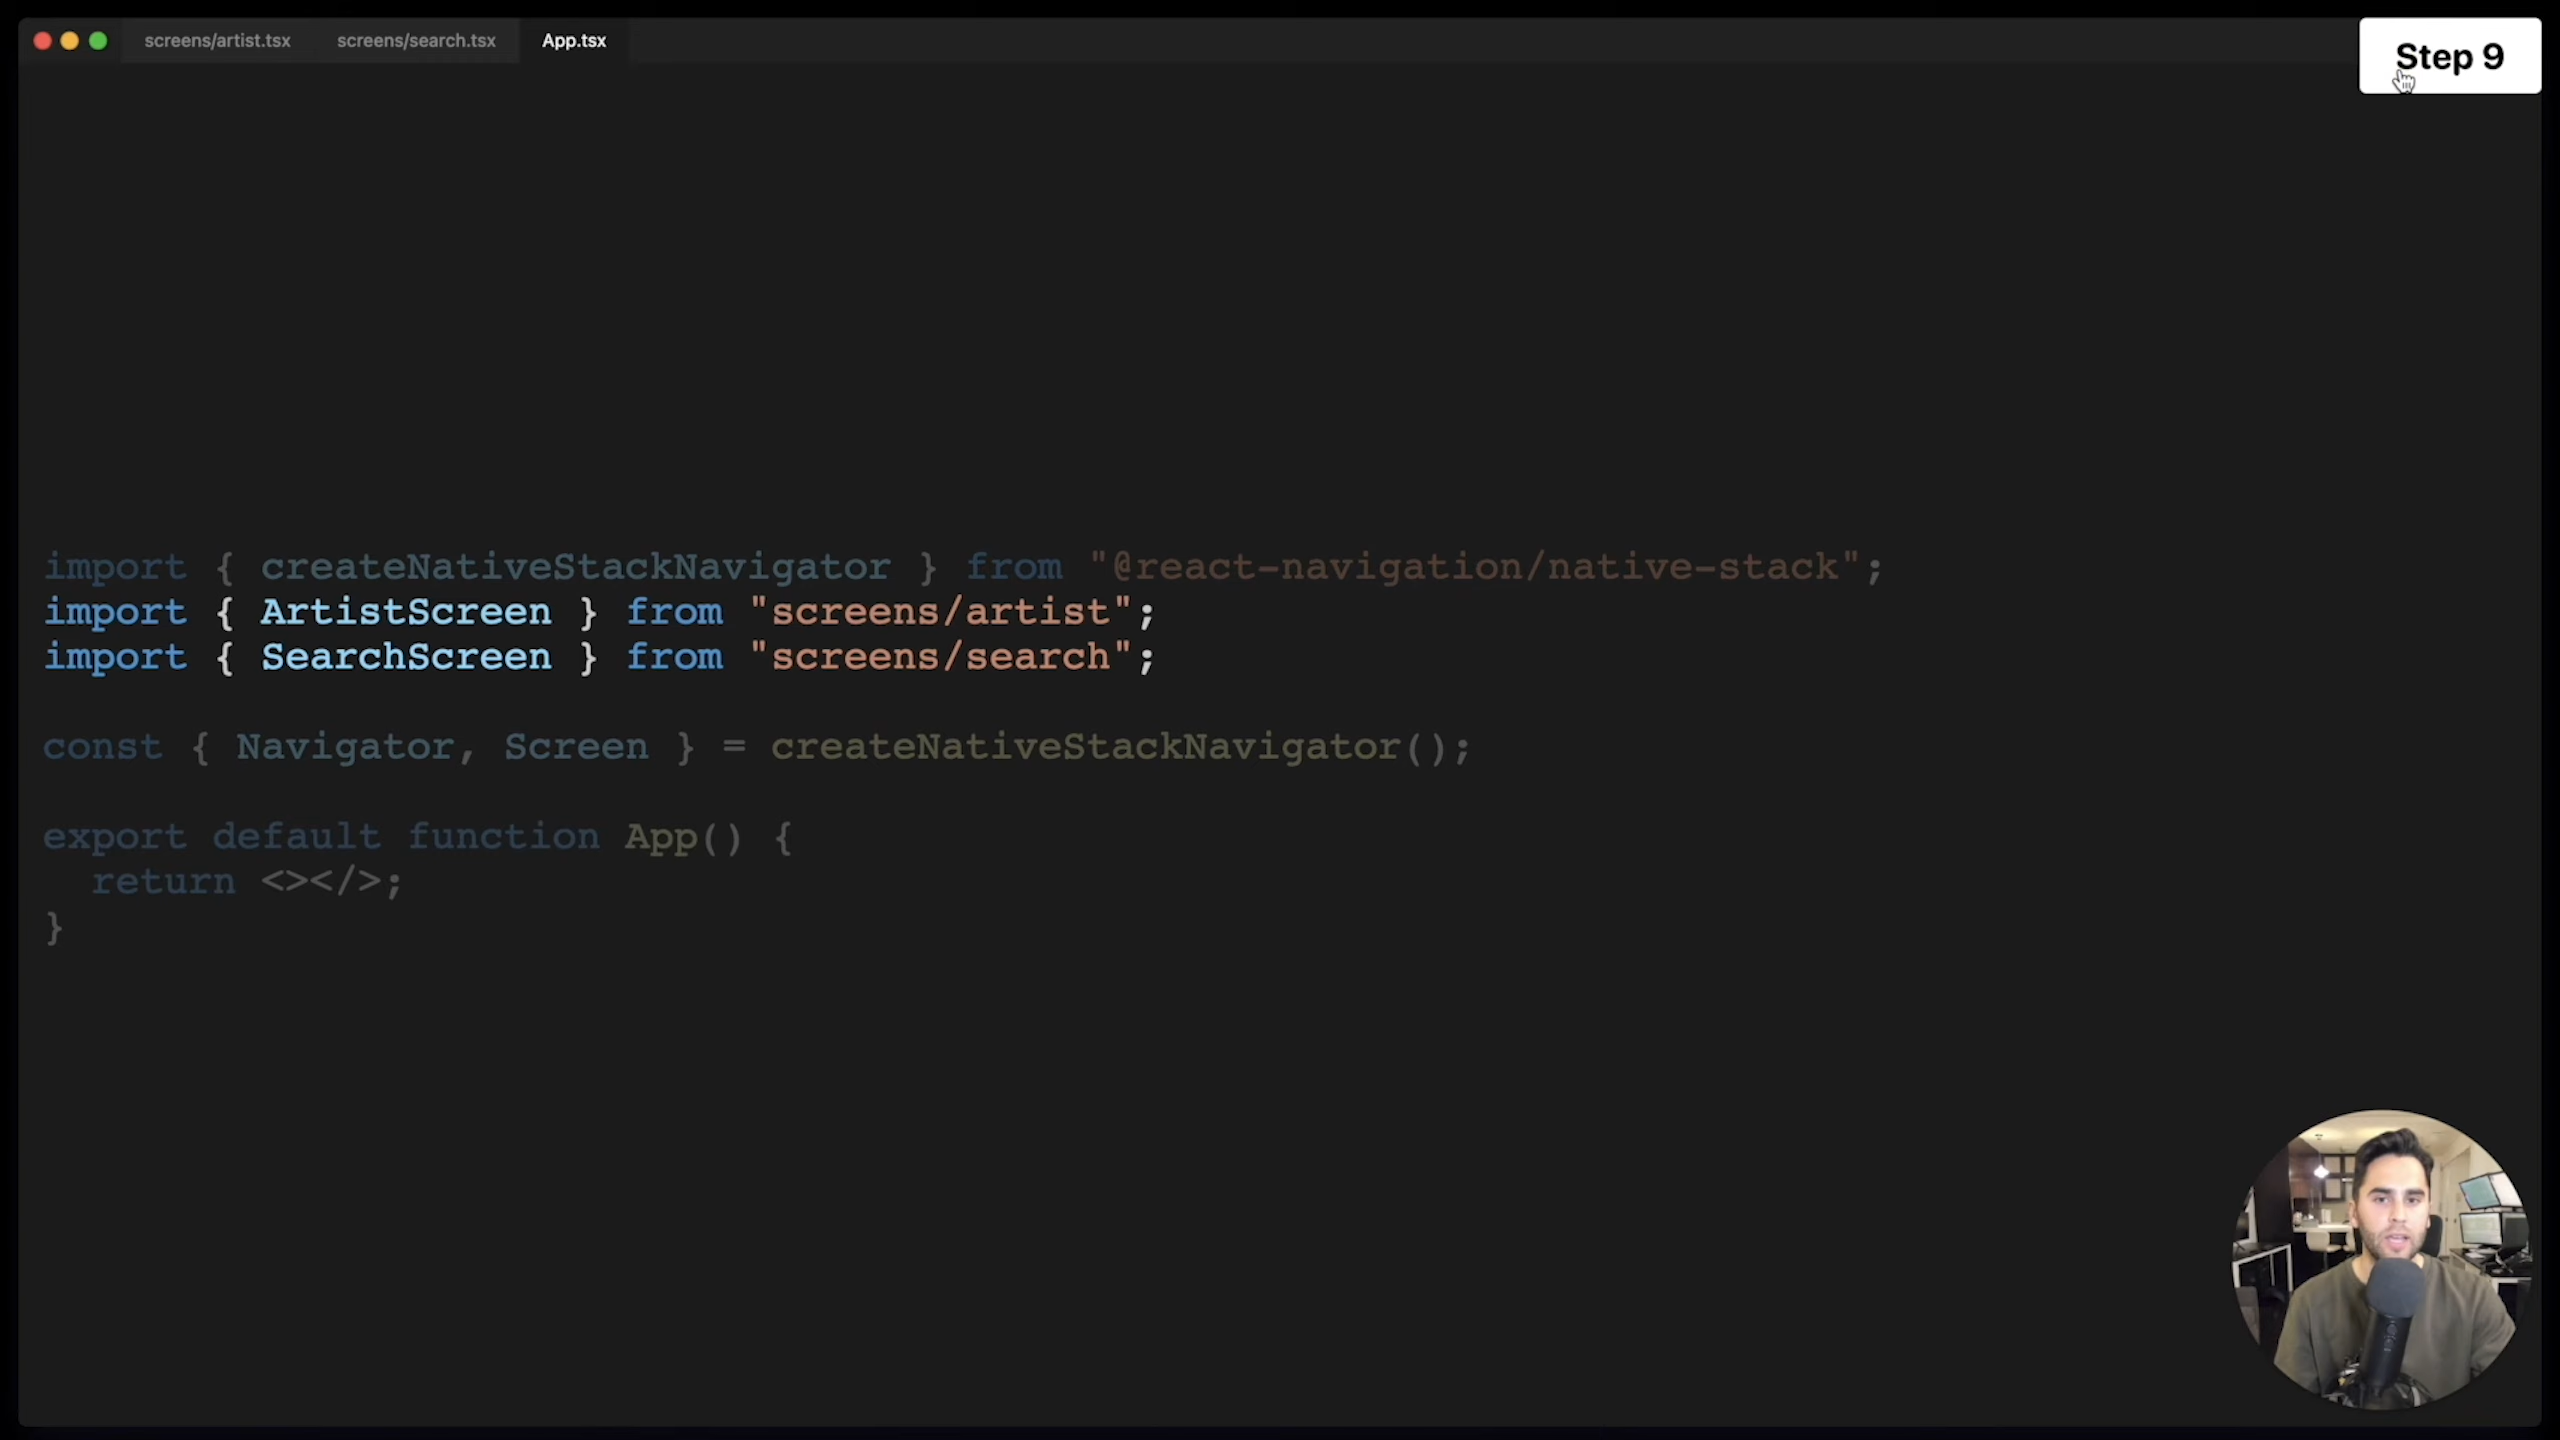 screens/artist.tsx screens/search.tsx App.tsx
Step 9
import { createNativeStackNavigator } from "@react-navigation/native-stack";
import { ArtistScreen } from "screens/artist";
import { SearchScreen } from "screens/search";
const { Navigator, Screen } = createNativeStackNavigator();
export default function App() {
return <></>;
}